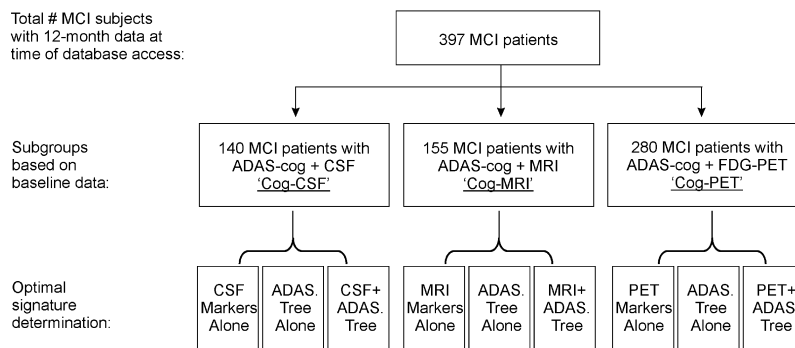 Total # MCI subjects
with 12-month data at
time of database access:
397 MCI patients
Subgroups
based on
baseline data:
140 MCI patients with
ADAS-cog + CSF
‘Cog-CSF’
155 MCI patients with
ADAS-cog + MRI
‘Cog-MRI’
280 MCI patients with
ADAS-cog + FDG-PET
‘Cog-PET’
Optimal
signature
determination:
CSF
Markers
Alone
ADAS.
Tree
Alone
CSF+
ADAS.
Tree
MRI
Markers
Alone
ADAS.
Tree
Alone
MRI+
ADAS.
Tree
PET
Markers
Alone
ADAS.
Tree
Alone
PET+
ADAS.
Tree